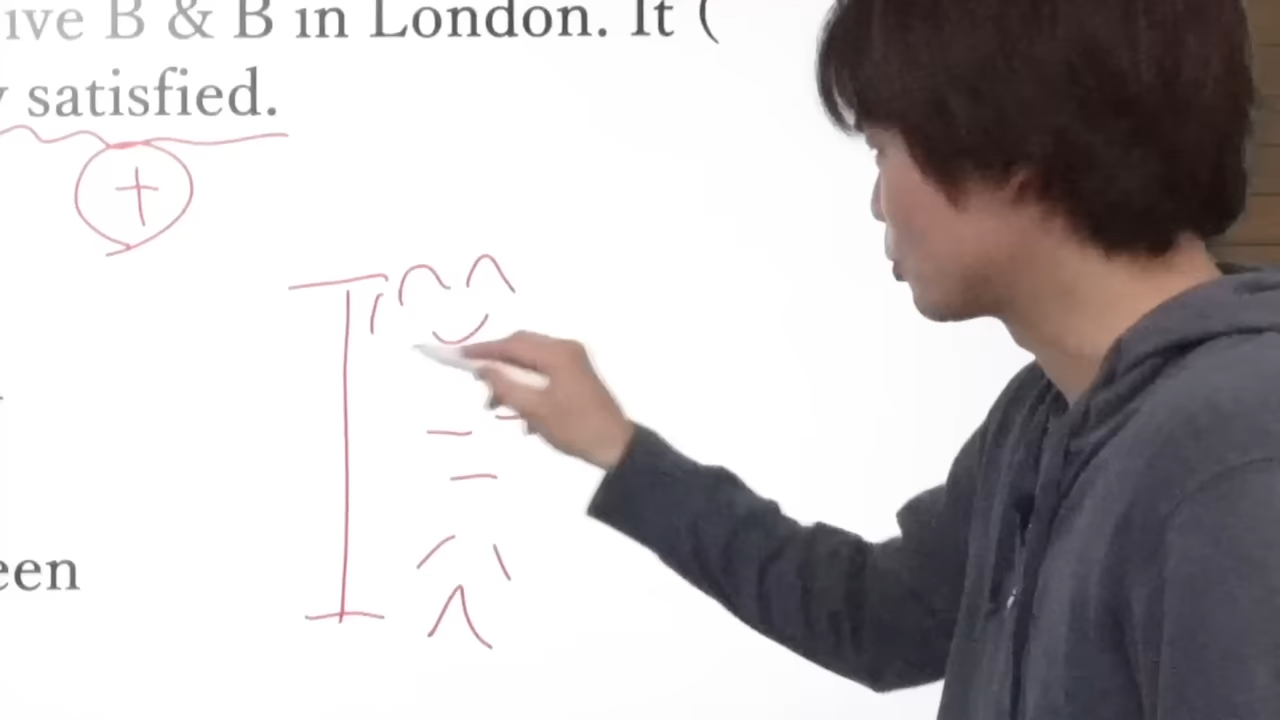 ive B & B in London. It (
satisfied.
+
een